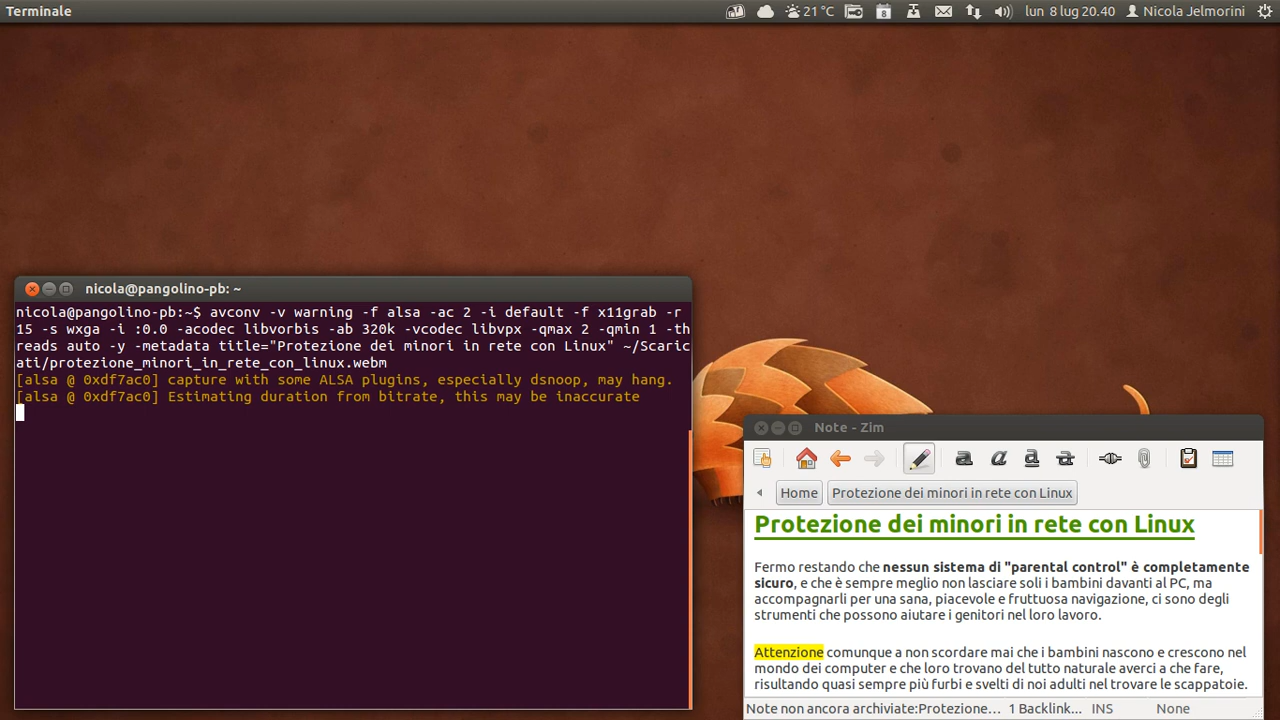 Terminale
21 °C
8
lun 8 lug 20.40
Nicola Jelmorini
nicola@pangolino-pb: ~
nicola@pangolino-pb:~$ avconv -v warning -f alsa -ac 2 -i default -f x11grab -r
15 -s wxga -i :0.0 -acodec libvorbis -ab 320k -vcodec libvpx -qmax 2 -qmin 1 -th
reads auto -y -metadata title="Protezione dei minori in rete con Linux" ~/Scaric
ati/protezione_minori_in_rete_con_linux.webm
[alsa @ 0xdf7ac0] capture with some ALSA plugins, especially dsnoop, may hang.
[alsa @ 0xdf7ac0] Estimating duration from bitrate, this may be inaccurate
Note - Zim
a a a a
Home
Protezione dei minori in rete con Linux
Protezione dei minori in rete con Linux
Fermo restando che nessun sistema di "parental control" è completamente
sicuro, e che è sempre meglio non lasciare soli i bambini davanti al PC, ma
accompagnarli per una sana, piacevole e fruttuosa navigazione, ci sono degli
strumenti che possono aiutare i genitori nel loro lavoro.
Attenzione comunque a non scordare mai che i bambini nascono e crescono nel
mondo dei computer e che loro trovano del tutto naturale averci a che fare,
risultando quasi sempre più furbi e svelti di noi adulti nel trovare le scappatoie.
Note non ancora archiviate:Protezione...
1 Backlink...
INS
None